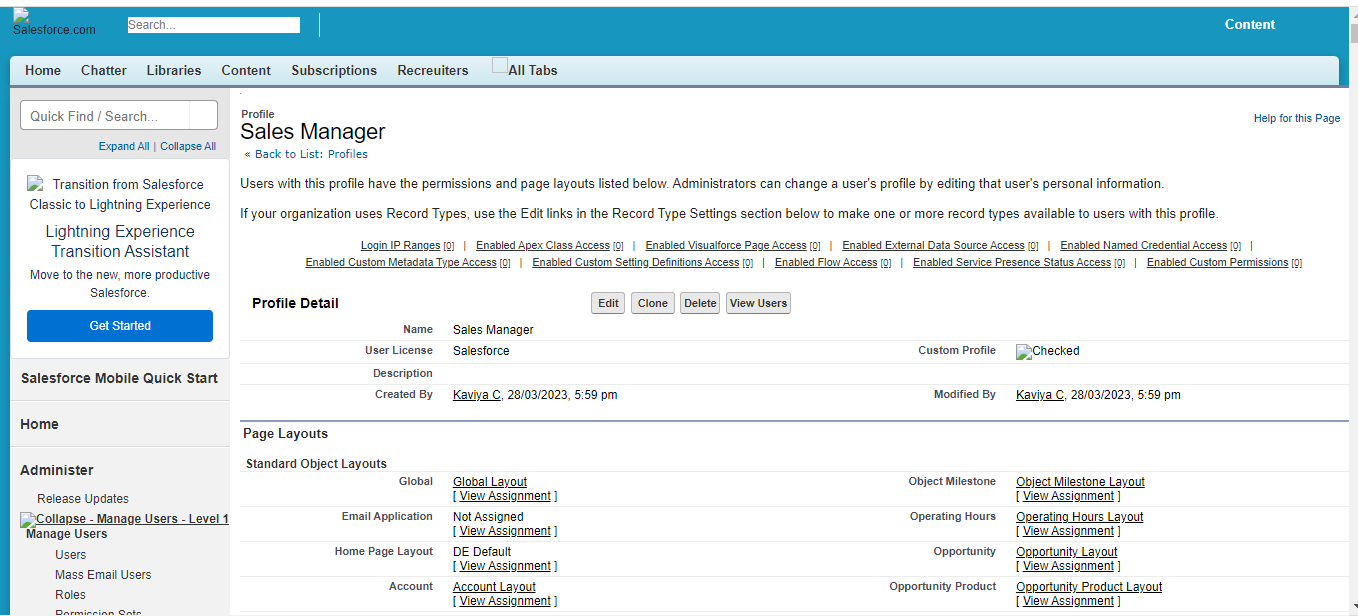 Salesforce.com
Search...
Content
Home Chatter Libraries Content Subscriptions Recreuiters All Tabs
Quick Find / Search...
Expand All | Collapse All
Transition from Salesforce
Classic to Lightning Experience
Lightning Experience
Transition Assistant
Move to the new, more productive
Salesforce.
Get Started
Salesforce Mobile Quick Start
Home
Administer
Release Updates
Collapse - Manage Users - Level 1
Manage Users
Users
Mass Email Users
Roles
Permission Sets
Profile
Sales Manager
« Back to List: Profiles
Help for this Page
Users with this profile have the permissions and page layouts listed below. Administrators can change a user's profile by editing that user's personal information.
If your organization uses Record Types, use the Edit links in the Record Type Settings section below to make one or more record types available to users with this profile.
Login IP Ranges [0] | Enabled Apex Class Access [0] | Enabled Visualforce Page Access [0] | Enabled External Data Source Access [0] | Enabled Named Credential Access [0] |
Enabled Custom Metadata Type Access [0] | Enabled Custom Setting Definitions Access [0] | Enabled Flow Access [0] | Enabled Service Presence Status Access [0] | Enabled Custom Permissions [0]
Profile Detail Edit Clone Delete View Users
Name Sales Manager
User License Salesforce Custom Profile Checked
Description
Created By Kaviya C, 28/03/2023, 5:59 pm Modified By Kaviya C, 28/03/2023, 5:59 pm
Page Layouts
Standard Object Layouts
Global Global Layout Object Milestone Object Milestone Layout
[ View Assignment ] [ View Assignment ]
Email Application Not Assigned Operating Hours Operating Hours Layout
[ View Assignment ] [ View Assignment ]
Home Page Layout DE Default Opportunity Opportunity Layout
[ View Assignment ] [ View Assignment ]
Account Account Layout Opportunity Product Opportunity Product Layout
[ View Assignment ] [ View Assignment ]